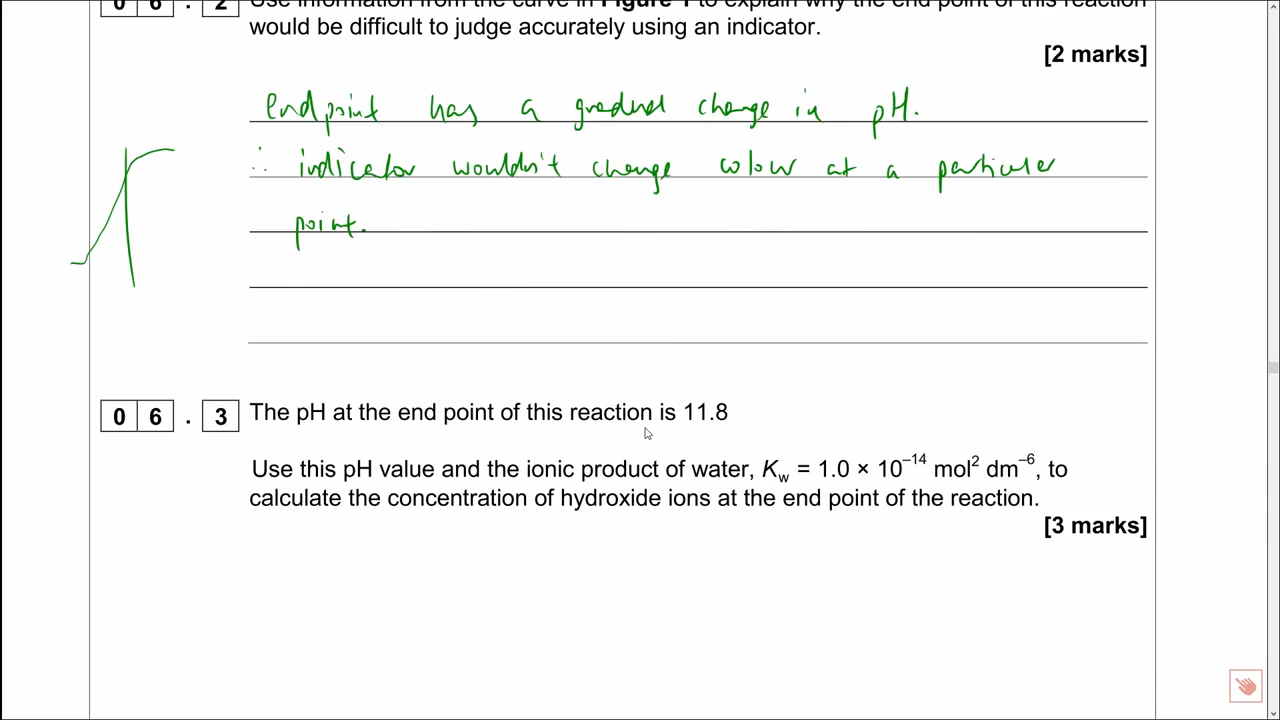 0 6 . 2 Use information from the curve in Figure 1 to explain why the end point of this reaction
would be difficult to judge accurately using an indicator.
[2 marks]
Endpoint has a gradual change in pH.
∴ indicator wouldn't change colour at a particular
point.
0 6 . 3 The pH at the end point of this reaction is 11.8
Use this pH value and the ionic product of water, Kw = 1.0 × 10⁻¹⁴ mol² dm⁻⁶, to
calculate the concentration of hydroxide ions at the end point of the reaction.
[3 marks]